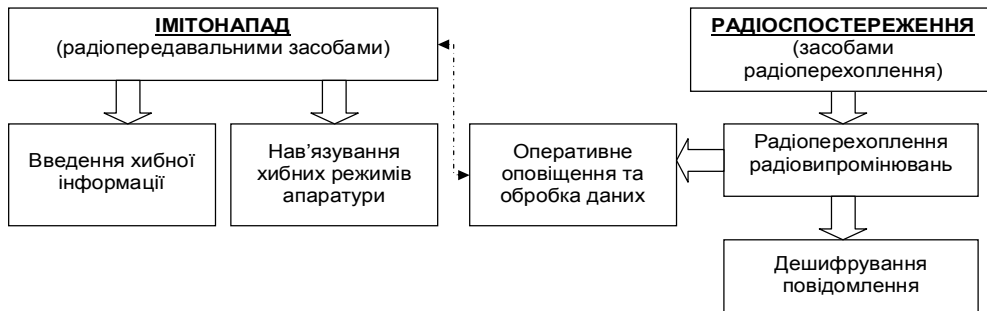 ІМІТОНАПАД
(радіопередавальними засобами)
РАДІОСПОСТЕРЕЖЕННЯ
(засобами
радіоперехоплення)
Введення хибної
інформації
Нав’язування
хибних режимів
апаратури
Оперативне
оповіщення та
обробка даних
Радіоперехоплення
радіовипромінювань
Дешифрування
повідомлення